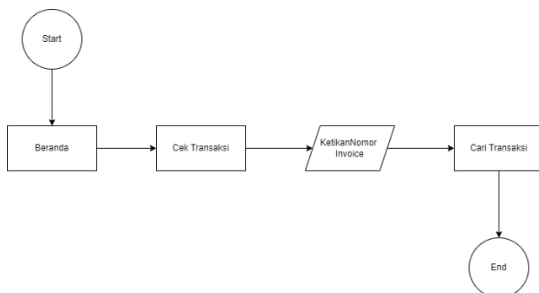 Start
Beranda
Cek Transaksi
KetikanNomor
Invoice
Cari Transaksi
End